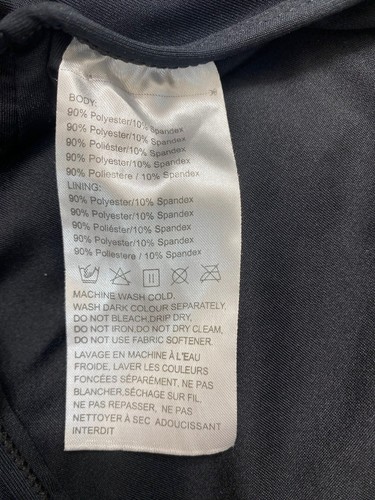 BODY:
90% Polyester/10% Spandex
90% Polyester/10% Spandex
90% Poliéster/10% Spandex
90% Polyester/10% Spandex
90% Poliestere / 10% Spandex
LINING:
90% Polyester/10% Spandex
90% Polyester/10% Spandex
90% Poliéster/10% Spandex
90% Polyester/10% Spandex
90% Poliestere / 10% Spandex
MACHINE WASH COLD,
WASH DARK COLOUR SEPARATELY,
DO NOT BLEACH,DRIP DRY,
DO NOT IRON,DO NOT DRY CLEAM,
DO NOT USE FABRIC SOFTENER.
LAVAGE EN MACHINE À L'EAU
FROIDE, LAVER LES COULEURS
FONCÉES SÉPARÉMENT, NE PAS
BLANCHER,SÉCHAGE SUR FIL,
NE PAS REPASSER, NE PAS
NETTOYER À SEC ADOUCISSANT
INTERDIT